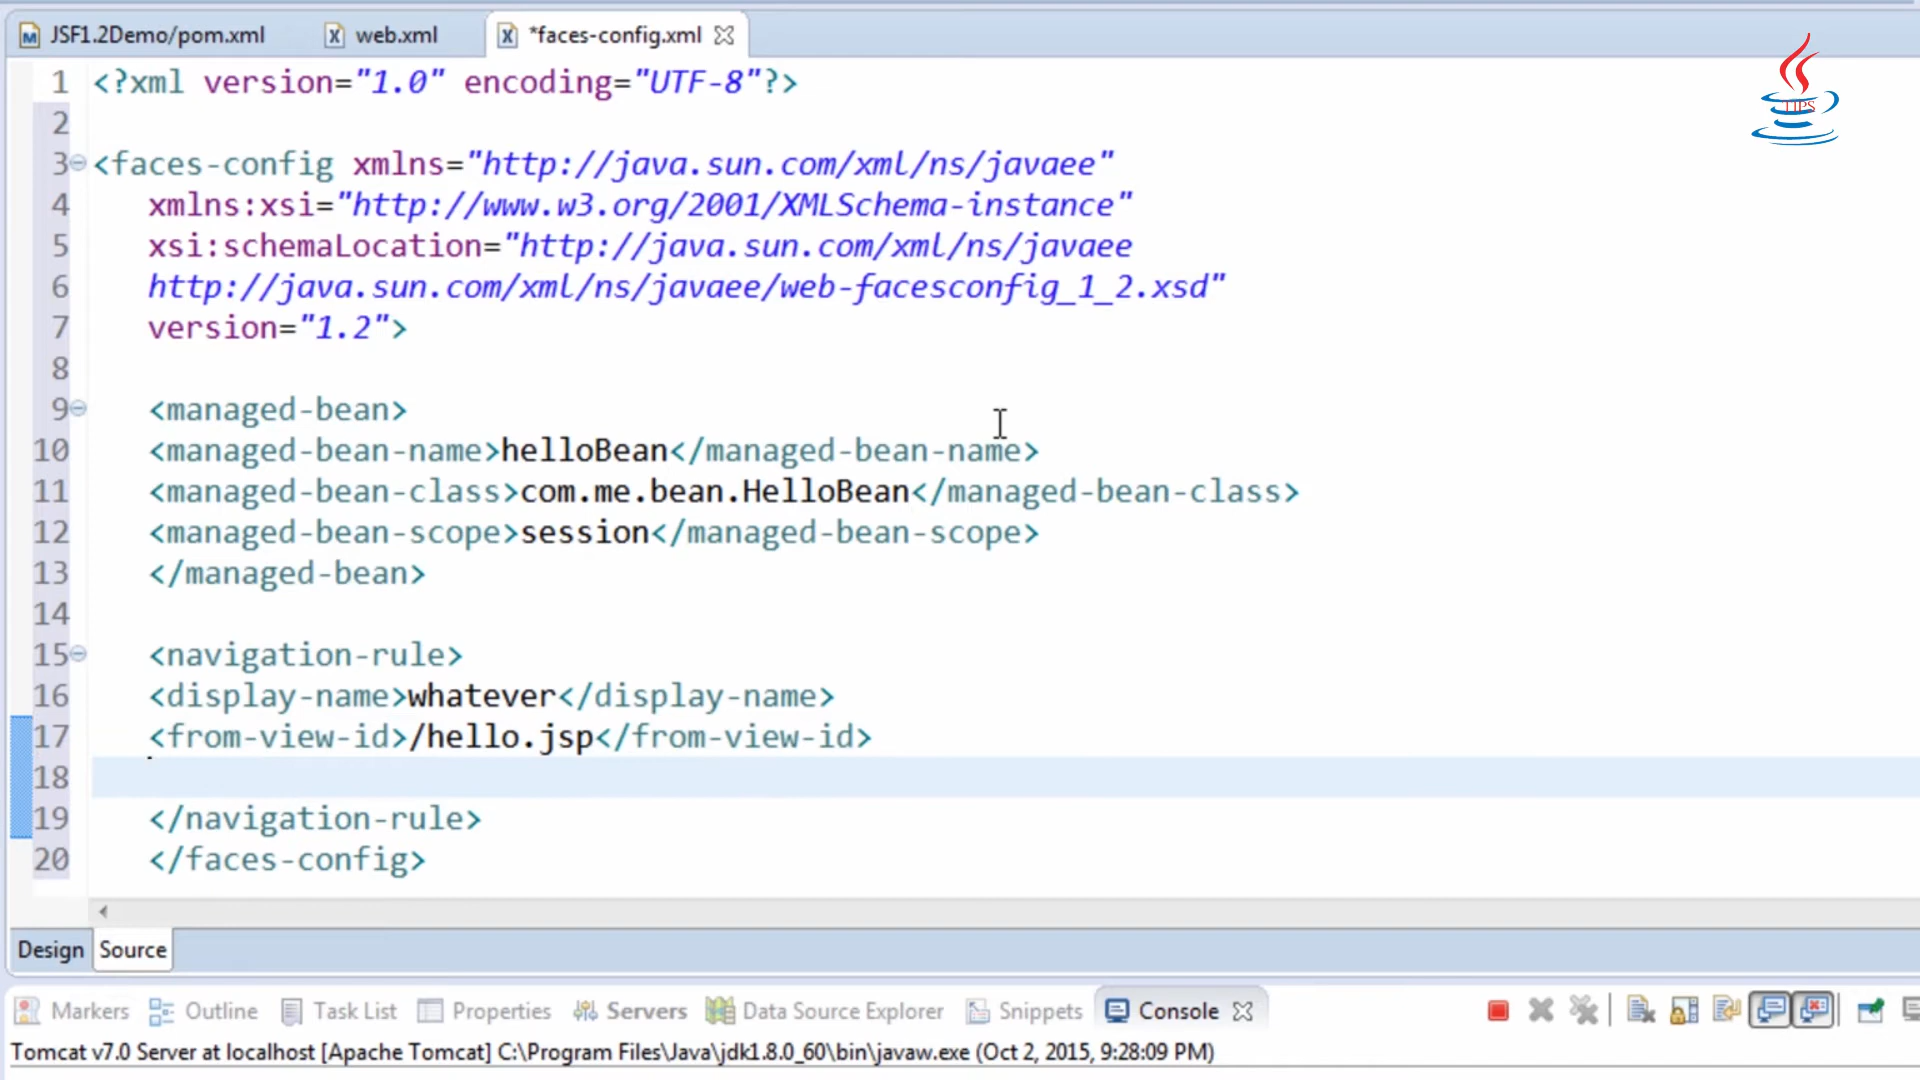 JSF1.2Demo/pom.xml web.xml *faces-config.xml
TIPS
1 <?xml version="1.0" encoding="UTF-8"?>
2
3 <faces-config xmlns="http://java.sun.com/xml/ns/javaee"
4 xmlns:xsi="http://www.w3.org/2001/XMLSchema-instance"
5 xsi:schemaLocation="http://java.sun.com/xml/ns/javaee
6 http://java.sun.com/xml/ns/javaee/web-facesconfig_1_2.xsd"
7 version="1.2">
8
9 <managed-bean>
10 <managed-bean-name>helloBean</managed-bean-name>
11 <managed-bean-class>com.me.bean.HelloBean</managed-bean-class>
12 <managed-bean-scope>session</managed-bean-scope>
13 </managed-bean>
14
15 <navigation-rule>
16 <display-name>whatever</display-name>
17 <from-view-id>/hello.jsp</from-view-id>
18
19 </navigation-rule>
20 </faces-config>
Design Source
Markers Outline Task List Properties Servers Data Source Explorer Snippets Console
Tomcat v7.0 Server at localhost [Apache Tomcat] C:\Program Files\Java\jdk1.8.0_60\bin\javaw.exe (Oct 2, 2015, 9:28:09 PM)